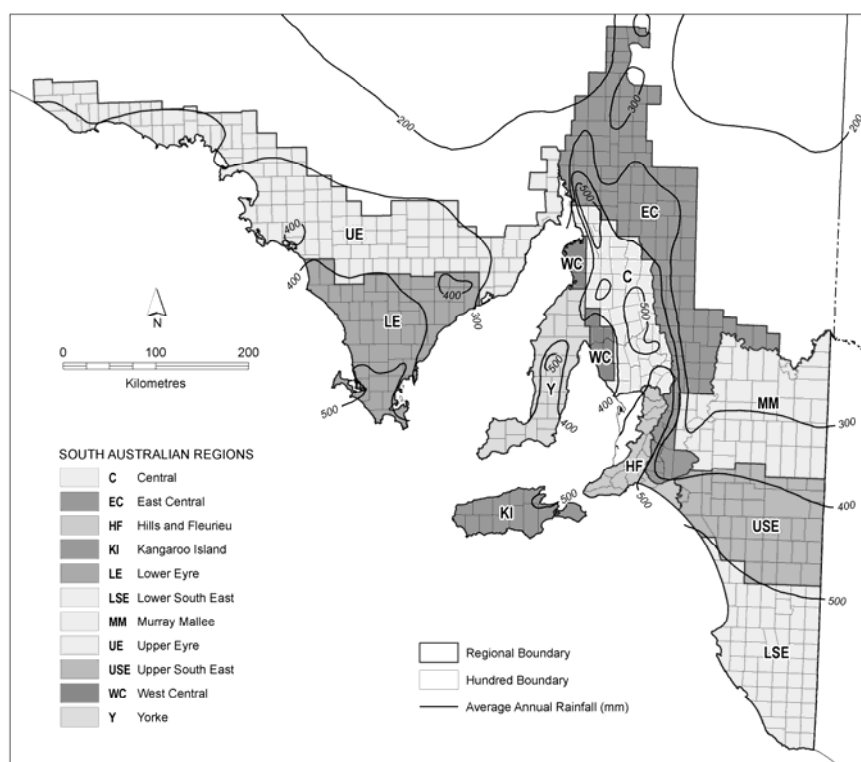 200
300
200
500
EC
UE
400
WC
C
400
400
300
500
N
LE
0 100 200
Kilometres
WC
500
Y
500
400
400
MM
300
HF
500
KI
500
400
USE
500
LSE
SOUTH AUSTRALIAN REGIONS
C Central
EC East Central
HF Hills and Fleurieu
KI Kangaroo Island
LE Lower Eyre
LSE Lower South East
MM Murray Mallee
UE Upper Eyre
USE Upper South East
WC West Central
Y Yorke
Regional Boundary
Hundred Boundary
Average Annual Rainfall (mm)